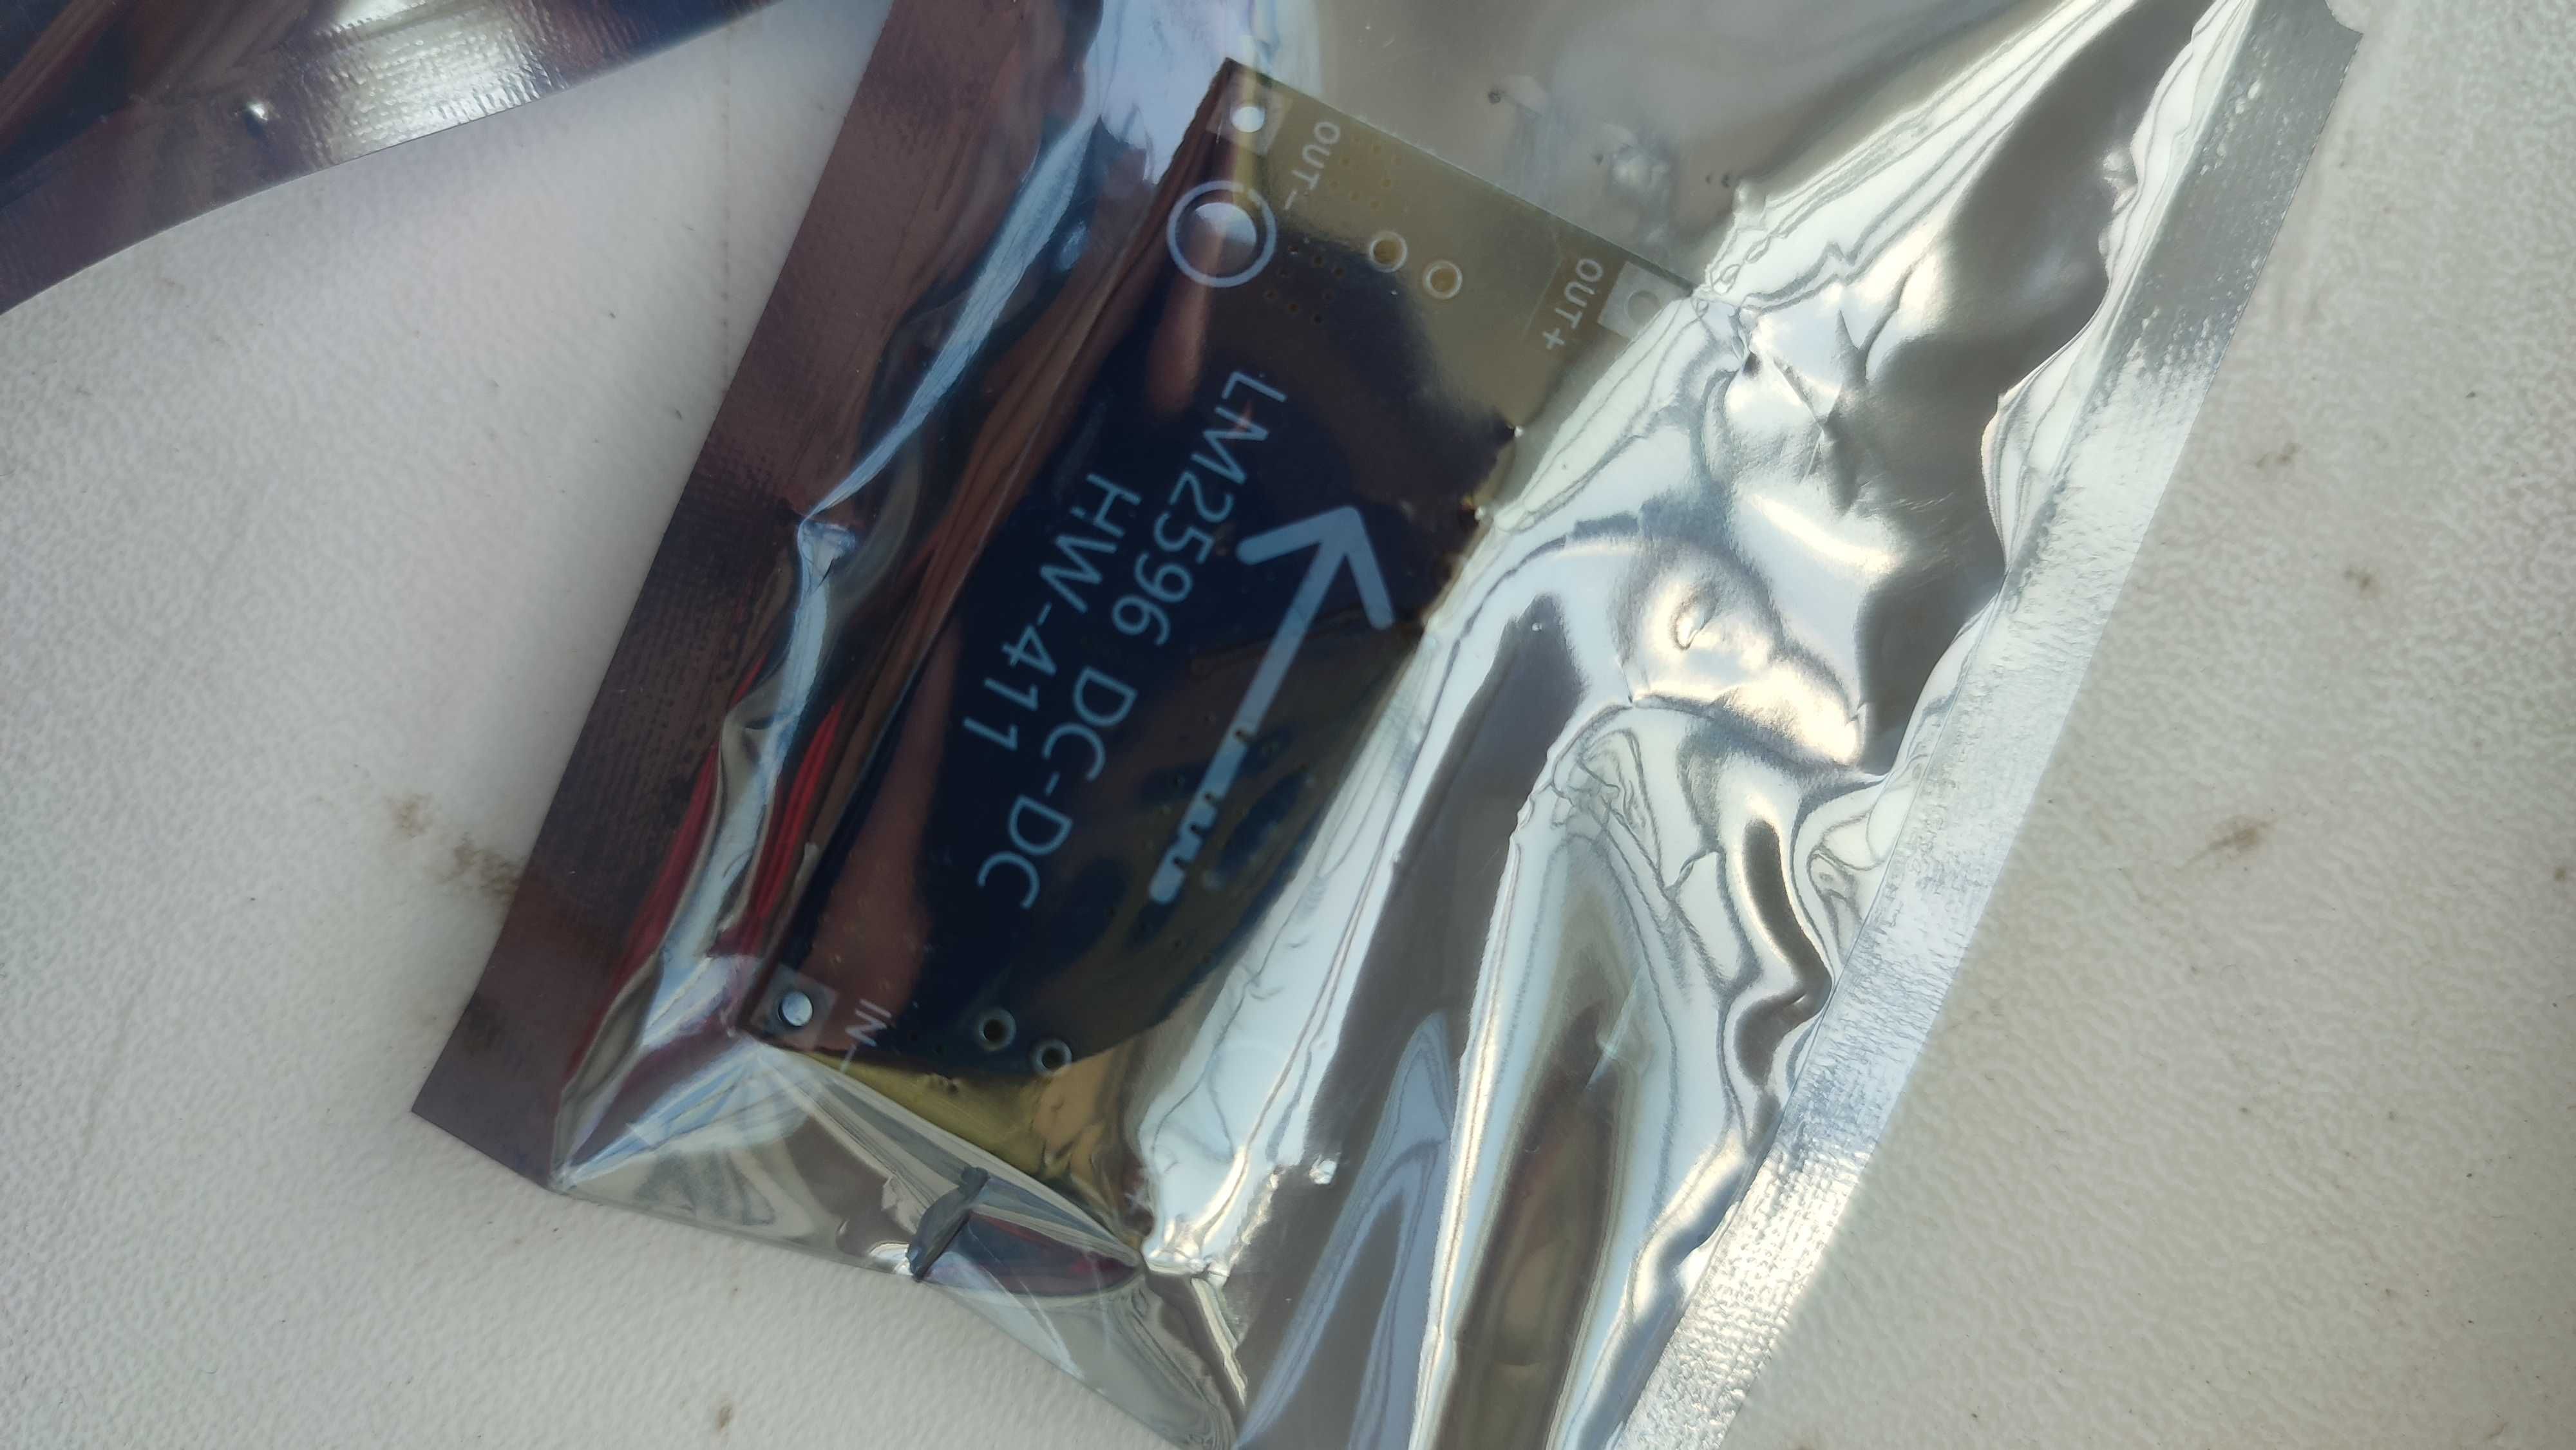 LM2596 DC-DC
HW-411
OUT-
OUT+
IN-